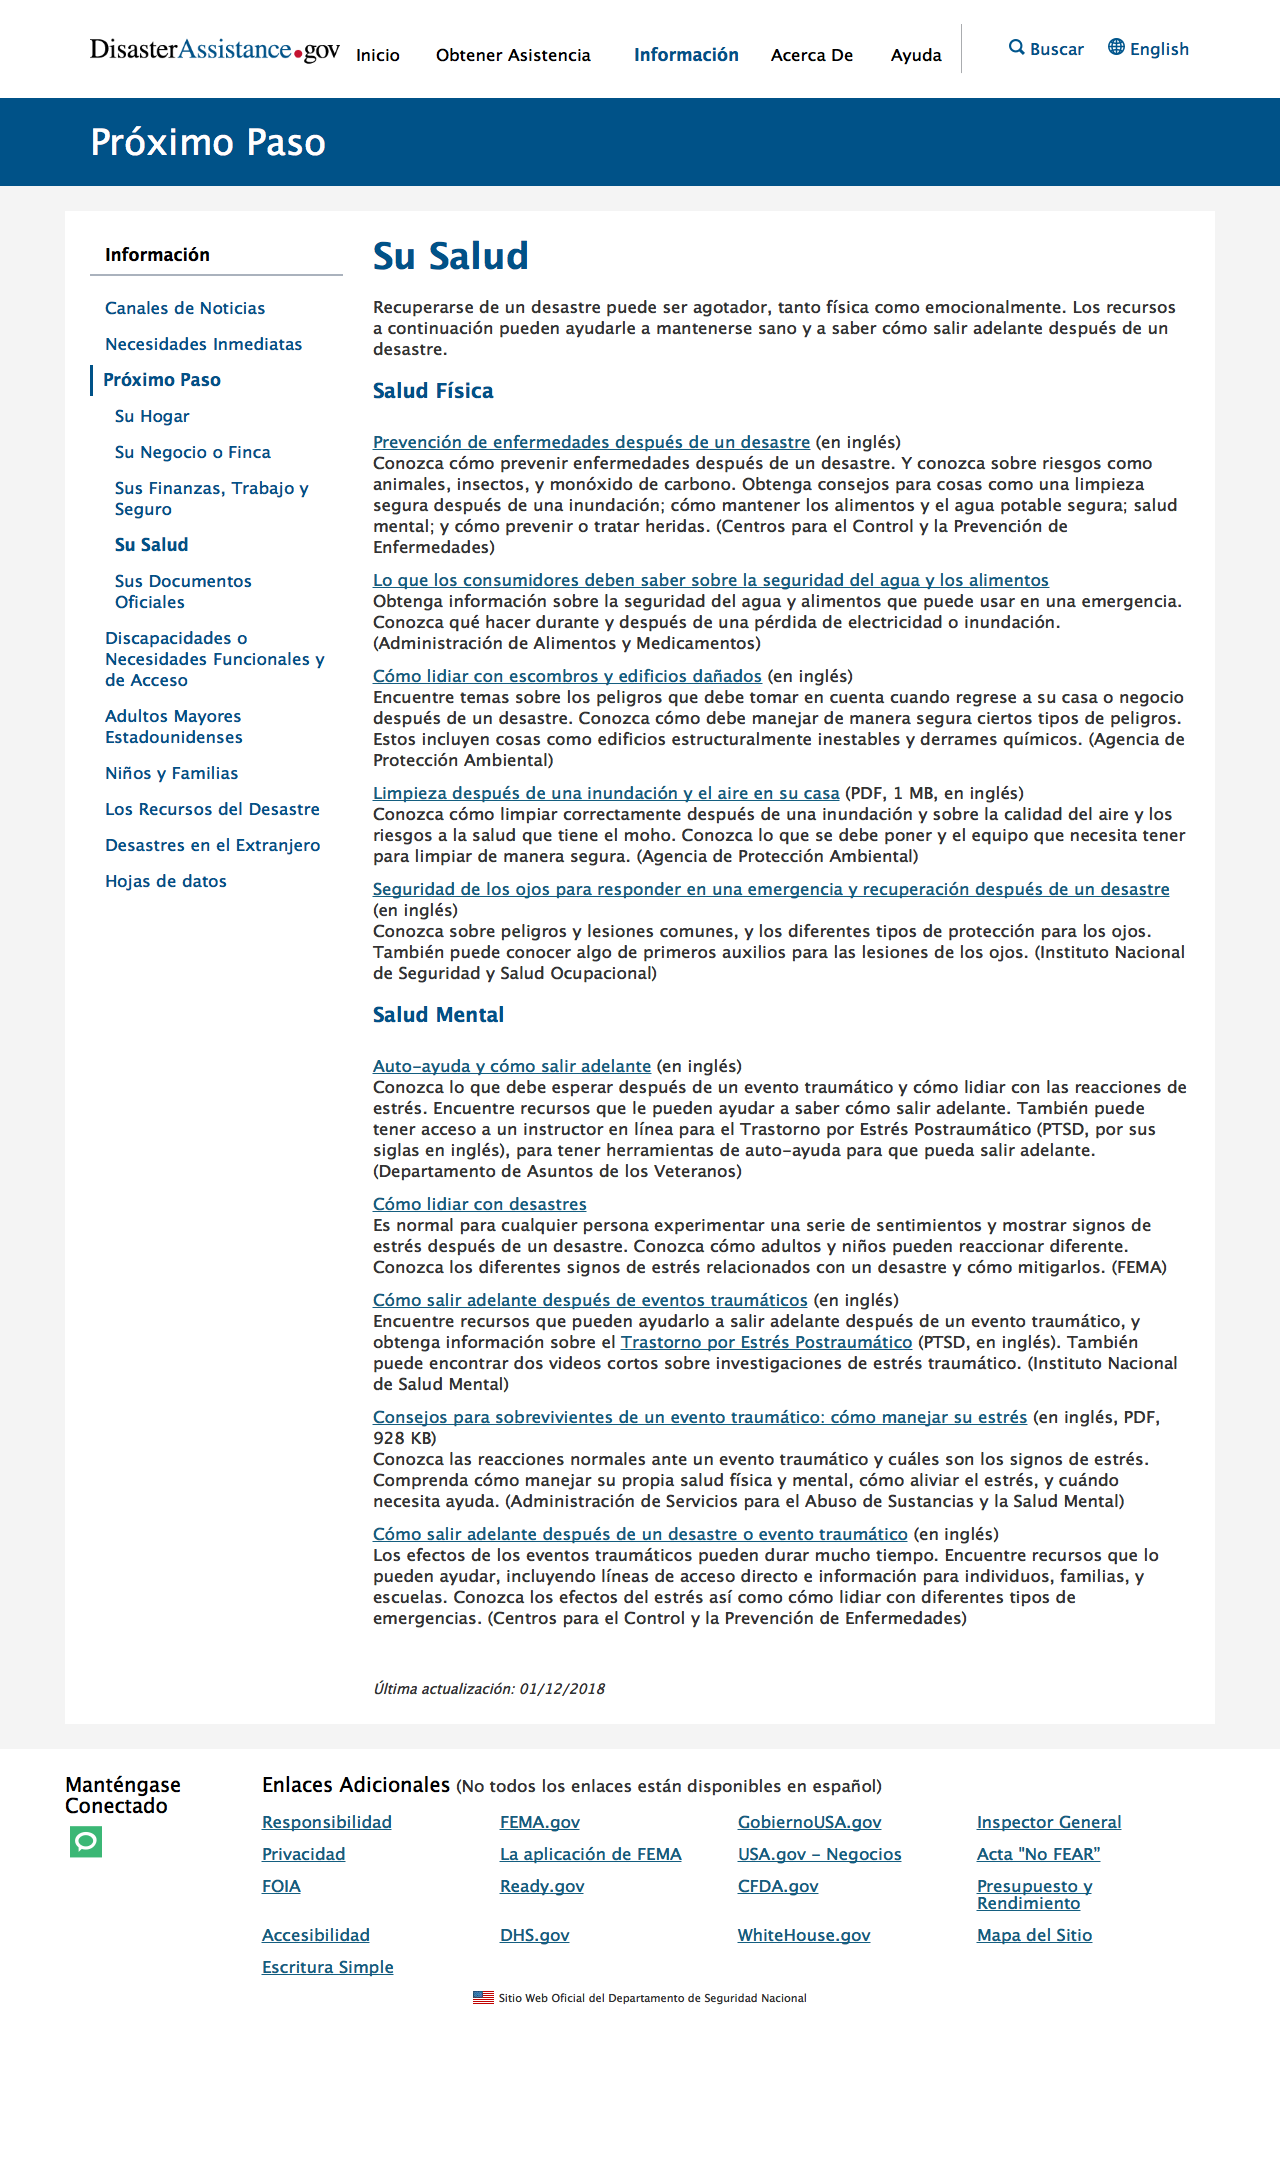 DisasterAssistance.gov
Inicio
Obtener Asistencia
Información
Acerca De
Ayuda
Buscar
English
Próximo Paso
Información
Canales de Noticias
Necesidades Inmediatas
Próximo Paso
Su Hogar
Su Negocio o Finca
Sus Finanzas, Trabajo y
Seguro
Su Salud
Sus Documentos
Oficiales
Discapacidades o
Necesidades Funcionales y
de Acceso
Adultos Mayores
Estadounidenses
Niños y Familias
Los Recursos del Desastre
Desastres en el Extranjero
Hojas de datos
Su Salud
Recuperarse de un desastre puede ser agotador, tanto física como emocionalmente. Los recursos
a continuación pueden ayudarle a mantenerse sano y a saber cómo salir adelante después de un
desastre.
Salud Física
Prevención de enfermedades después de un desastre (en inglés)
Conozca cómo prevenir enfermedades después de un desastre. Y conozca sobre riesgos como
animales, insectos, y monóxido de carbono. Obtenga consejos para cosas como una limpieza
segura después de una inundación; cómo mantener los alimentos y el agua potable segura; salud
mental; y cómo prevenir o tratar heridas. (Centros para el Control y la Prevención de
Enfermedades)
Lo que los consumidores deben saber sobre la seguridad del agua y los alimentos
Obtenga información sobre la seguridad del agua y alimentos que puede usar en una emergencia.
Conozca qué hacer durante y después de una pérdida de electricidad o inundación.
(Administración de Alimentos y Medicamentos)
Cómo lidiar con escombros y edificios dañados (en inglés)
Encuentre temas sobre los peligros que debe tomar en cuenta cuando regrese a su casa o negocio
después de un desastre. Conozca cómo debe manejar de manera segura ciertos tipos de peligros.
Estos incluyen cosas como edificios estructuralmente inestables y derrames químicos. (Agencia de
Protección Ambiental)
Limpieza después de una inundación y el aire en su casa (PDF, 1 MB, en inglés)
Conozca cómo limpiar correctamente después de una inundación y sobre la calidad del aire y los
riesgos a la salud que tiene el moho. Conozca lo que se debe poner y el equipo que necesita tener
para limpiar de manera segura. (Agencia de Protección Ambiental)
Seguridad de los ojos para responder en una emergencia y recuperación después de un desastre
(en inglés)
Conozca sobre peligros y lesiones comunes, y los diferentes tipos de protección para los ojos.
También puede conocer algo de primeros auxilios para las lesiones de los ojos. (Instituto Nacional
de Seguridad y Salud Ocupacional)
Salud Mental
Auto-ayuda y cómo salir adelante (en inglés)
Conozca lo que debe esperar después de un evento traumático y cómo lidiar con las reacciones de
estrés. Encuentre recursos que le pueden ayudar a saber cómo salir adelante. También puede
tener acceso a un instructor en línea para el Trastorno por Estrés Postraumático (PTSD, por sus
siglas en inglés), para tener herramientas de auto-ayuda para que pueda salir adelante.
(Departamento de Asuntos de los Veteranos)
Cómo lidiar con desastres
Es normal para cualquier persona experimentar una serie de sentimientos y mostrar signos de
estrés después de un desastre. Conozca cómo adultos y niños pueden reaccionar diferente.
Conozca los diferentes signos de estrés relacionados con un desastre y cómo mitigarlos. (FEMA)
Cómo salir adelante después de eventos traumáticos (en inglés)
Encuentre recursos que pueden ayudarlo a salir adelante después de un evento traumático, y
obtenga información sobre el Trastorno por Estrés Postraumático (PTSD, en inglés). También
puede encontrar dos videos cortos sobre investigaciones de estrés traumático. (Instituto Nacional
de Salud Mental)
Consejos para sobrevivientes de un evento traumático: cómo manejar su estrés (en inglés, PDF,
928 KB)
Conozca las reacciones normales ante un evento traumático y cuáles son los signos de estrés.
Comprenda cómo manejar su propia salud física y mental, cómo aliviar el estrés, y cuándo
necesita ayuda. (Administración de Servicios para el Abuso de Sustancias y la Salud Mental)
Cómo salir adelante después de un desastre o evento traumático (en inglés)
Los efectos de los eventos traumáticos pueden durar mucho tiempo. Encuentre recursos que lo
pueden ayudar, incluyendo líneas de acceso directo e información para individuos, familias, y
escuelas. Conozca los efectos del estrés así como cómo lidiar con diferentes tipos de
emergencias. (Centros para el Control y la Prevención de Enfermedades)
Última actualización: 01/12/2018
Manténgase
Conectado
Enlaces Adicionales (No todos los enlaces están disponibles en español)
Responsibilidad
FEMA.gov
GobiernoUSA.gov
Inspector General
Privacidad
La aplicación de FEMA
USA.gov - Negocios
Acta "No FEAR”
FOIA
Ready.gov
CFDA.gov
Presupuesto y
Rendimiento
Accesibilidad
DHS.gov
WhiteHouse.gov
Mapa del Sitio
Escritura Simple
Sitio Web Oficial del Departamento de Seguridad Nacional